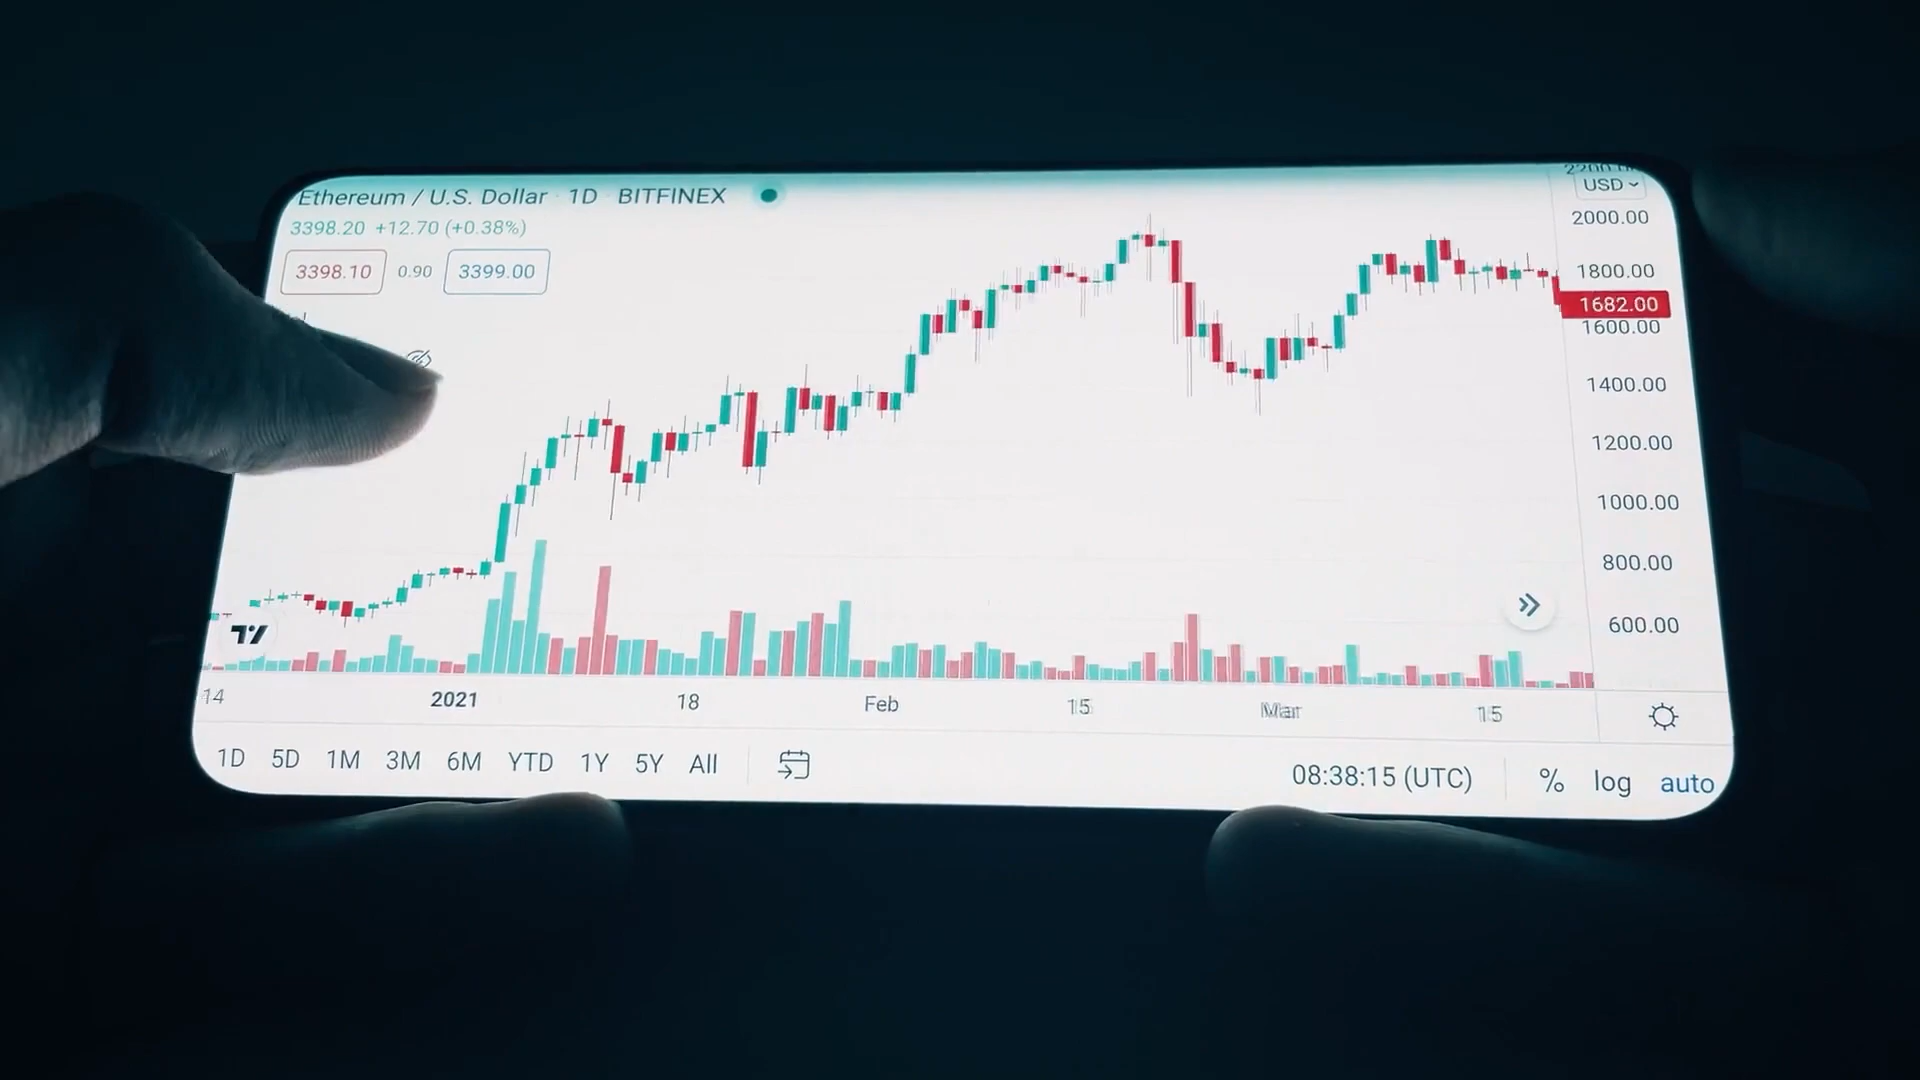 Ethereum / U.S. Dollar · 1D · BITFINEX
3398.20 +12.70 (+0.38%)
3398.10 0.90 3399.00
USD
2000.00
1800.00
1682.00
1600.00
1400.00
1200.00
1000.00
800.00
600.00
14 2021 18 Feb 15 Mar 15
1D 5D 1M 3M 6M YTD 1Y 5Y All 08:38:15 (UTC) % log auto